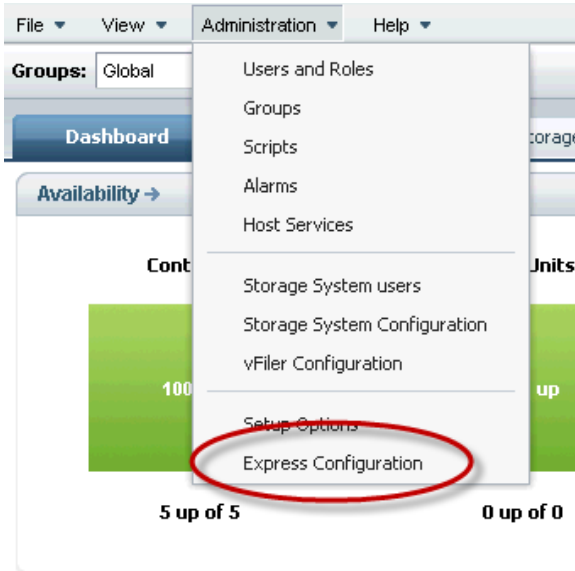 File View Administration Help
Groups: Global
Users and Roles
Groups
Dashboard
Scripts
Alarms
Availability
Host Services
Cont
Units
Storage System users
Storage System Configuration
vFiler Configuration
100
up
Setup Options
Express Configuration
5 up of 5
0 up of 0